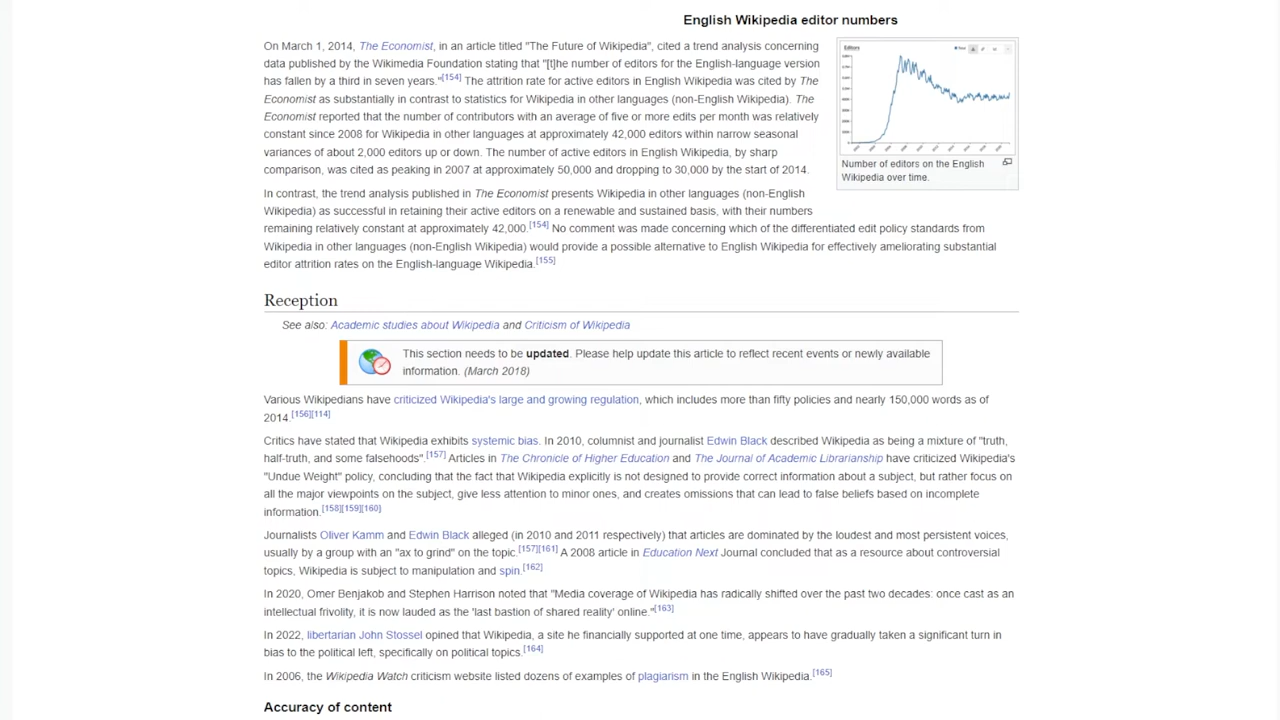 English Wikipedia editor numbers
On March 1, 2014, The Economist, in an article titled "The Future of Wikipedia", cited a trend analysis concerning
data published by the Wikimedia Foundation stating that "[t]he number of editors for the English-language version
has fallen by a third in seven years."[154] The attrition rate for active editors in English Wikipedia was cited by The
Economist as substantially in contrast to statistics for Wikipedia in other languages (non-English Wikipedia). The
Economist reported that the number of contributors with an average of five or more edits per month was relatively
constant since 2008 for Wikipedia in other languages at approximately 42,000 editors within narrow seasonal
variances of about 2,000 editors up or down. The number of active editors in English Wikipedia, by sharp
comparison, was cited as peaking in 2007 at approximately 50,000 and dropping to 30,000 by the start of 2014.
Editors
Number of editors on the English
Wikipedia over time.
In contrast, the trend analysis published in The Economist presents Wikipedia in other languages (non-English
Wikipedia) as successful in retaining their active editors on a renewable and sustained basis, with their numbers
remaining relatively constant at approximately 42,000.[154] No comment was made concerning which of the differentiated edit policy standards from
Wikipedia in other languages (non-English Wikipedia) would provide a possible alternative to English Wikipedia for effectively ameliorating substantial
editor attrition rates on the English-language Wikipedia.[155]
Reception
See also: Academic studies about Wikipedia and Criticism of Wikipedia
This section needs to be updated. Please help update this article to reflect recent events or newly available
information. (March 2018)
Various Wikipedians have criticized Wikipedia's large and growing regulation, which includes more than fifty policies and nearly 150,000 words as of
2014.[156][114]
Critics have stated that Wikipedia exhibits systemic bias. In 2010, columnist and journalist Edwin Black described Wikipedia as being a mixture of "truth,
half-truth, and some falsehoods".[157] Articles in The Chronicle of Higher Education and The Journal of Academic Librarianship have criticized Wikipedia's
"Undue Weight" policy, concluding that the fact that Wikipedia explicitly is not designed to provide correct information about a subject, but rather focus on
all the major viewpoints on the subject, give less attention to minor ones, and creates omissions that can lead to false beliefs based on incomplete
information.[158][159][160]
Journalists Oliver Kamm and Edwin Black alleged (in 2010 and 2011 respectively) that articles are dominated by the loudest and most persistent voices,
usually by a group with an "ax to grind" on the topic.[157][161] A 2008 article in Education Next Journal concluded that as a resource about controversial
topics, Wikipedia is subject to manipulation and spin.[162]
In 2020, Omer Benjakob and Stephen Harrison noted that "Media coverage of Wikipedia has radically shifted over the past two decades: once cast as an
intellectual frivolity, it is now lauded as the 'last bastion of shared reality' online."[163]
In 2022, libertarian John Stossel opined that Wikipedia, a site he financially supported at one time, appears to have gradually taken a significant turn in
bias to the political left, specifically on political topics.[164]
In 2006, the Wikipedia Watch criticism website listed dozens of examples of plagiarism in the English Wikipedia.[165]
Accuracy of content